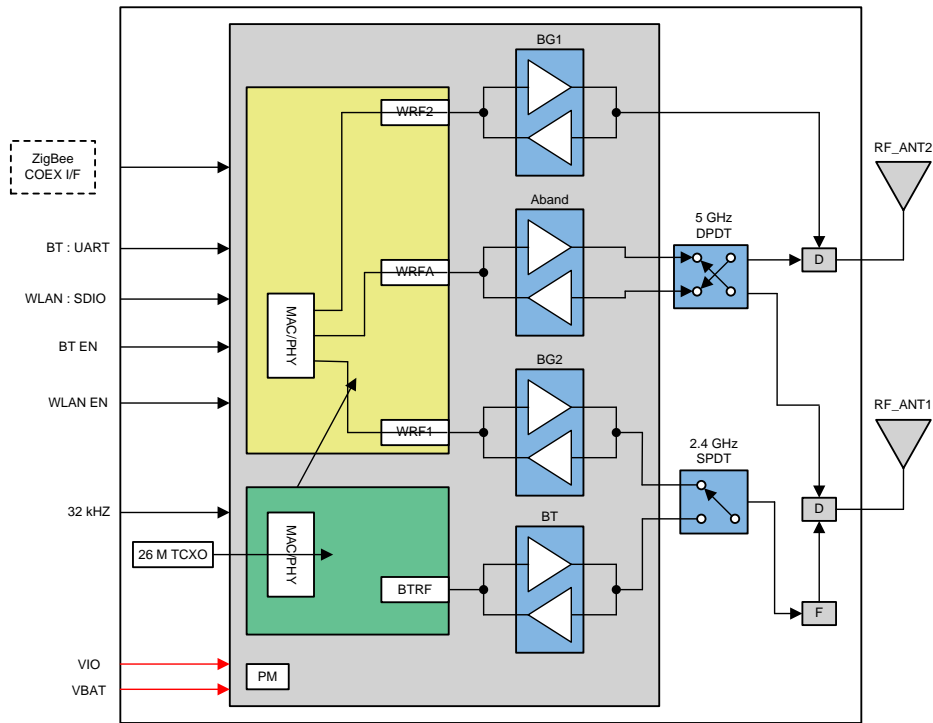 BG1
WRF2
ZigBee
COEX I/F
RF_ANT2
Aband
5 GHz
DPDT
BT : UART
D
WRFA
WLAN : SDIO
MAC/PHY
BT EN
BG2
WLAN EN
RF_ANT1
WRF1
2.4 GHz
SPDT
32 kHZ
D
BT
MAC/PHY
26 M TCXO
BTRF
F
VIO
PM
VBAT